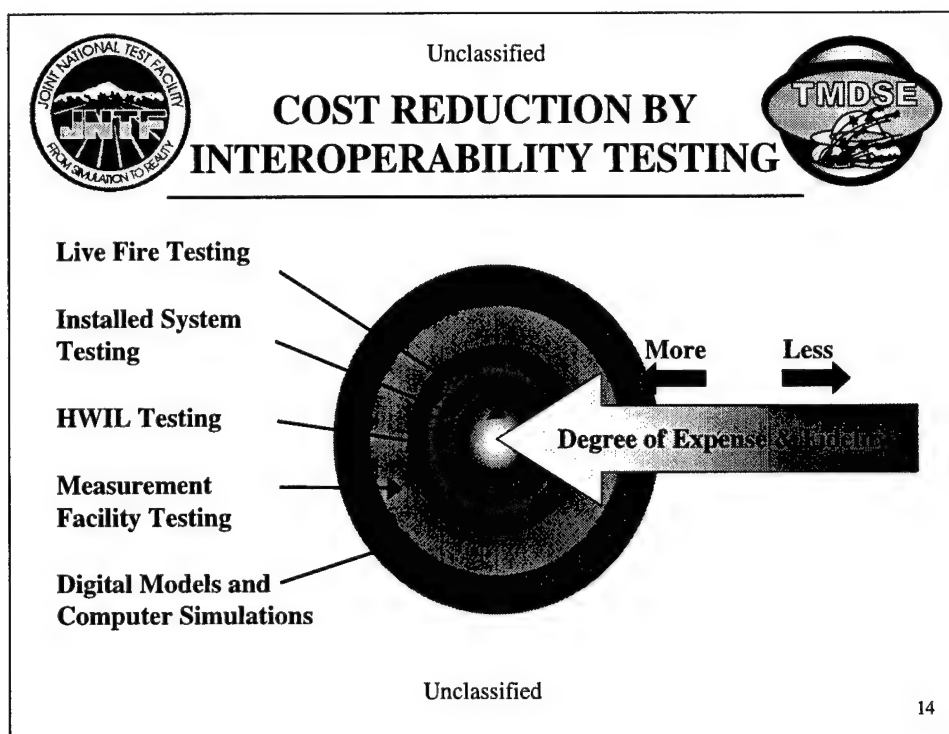 Unclassified
JOINT NATIONAL TEST FACILITY
JNTF
FROM SIMULATION TO REALITY
TMDSE
COST REDUCTION BY
INTEROPERABILITY TESTING
Live Fire Testing
Installed System
Testing
HWIL Testing
Measurement
Facility Testing
Digital Models and
Computer Simulations
More
Less
Degree of Expense & Fidelity
Unclassified
14